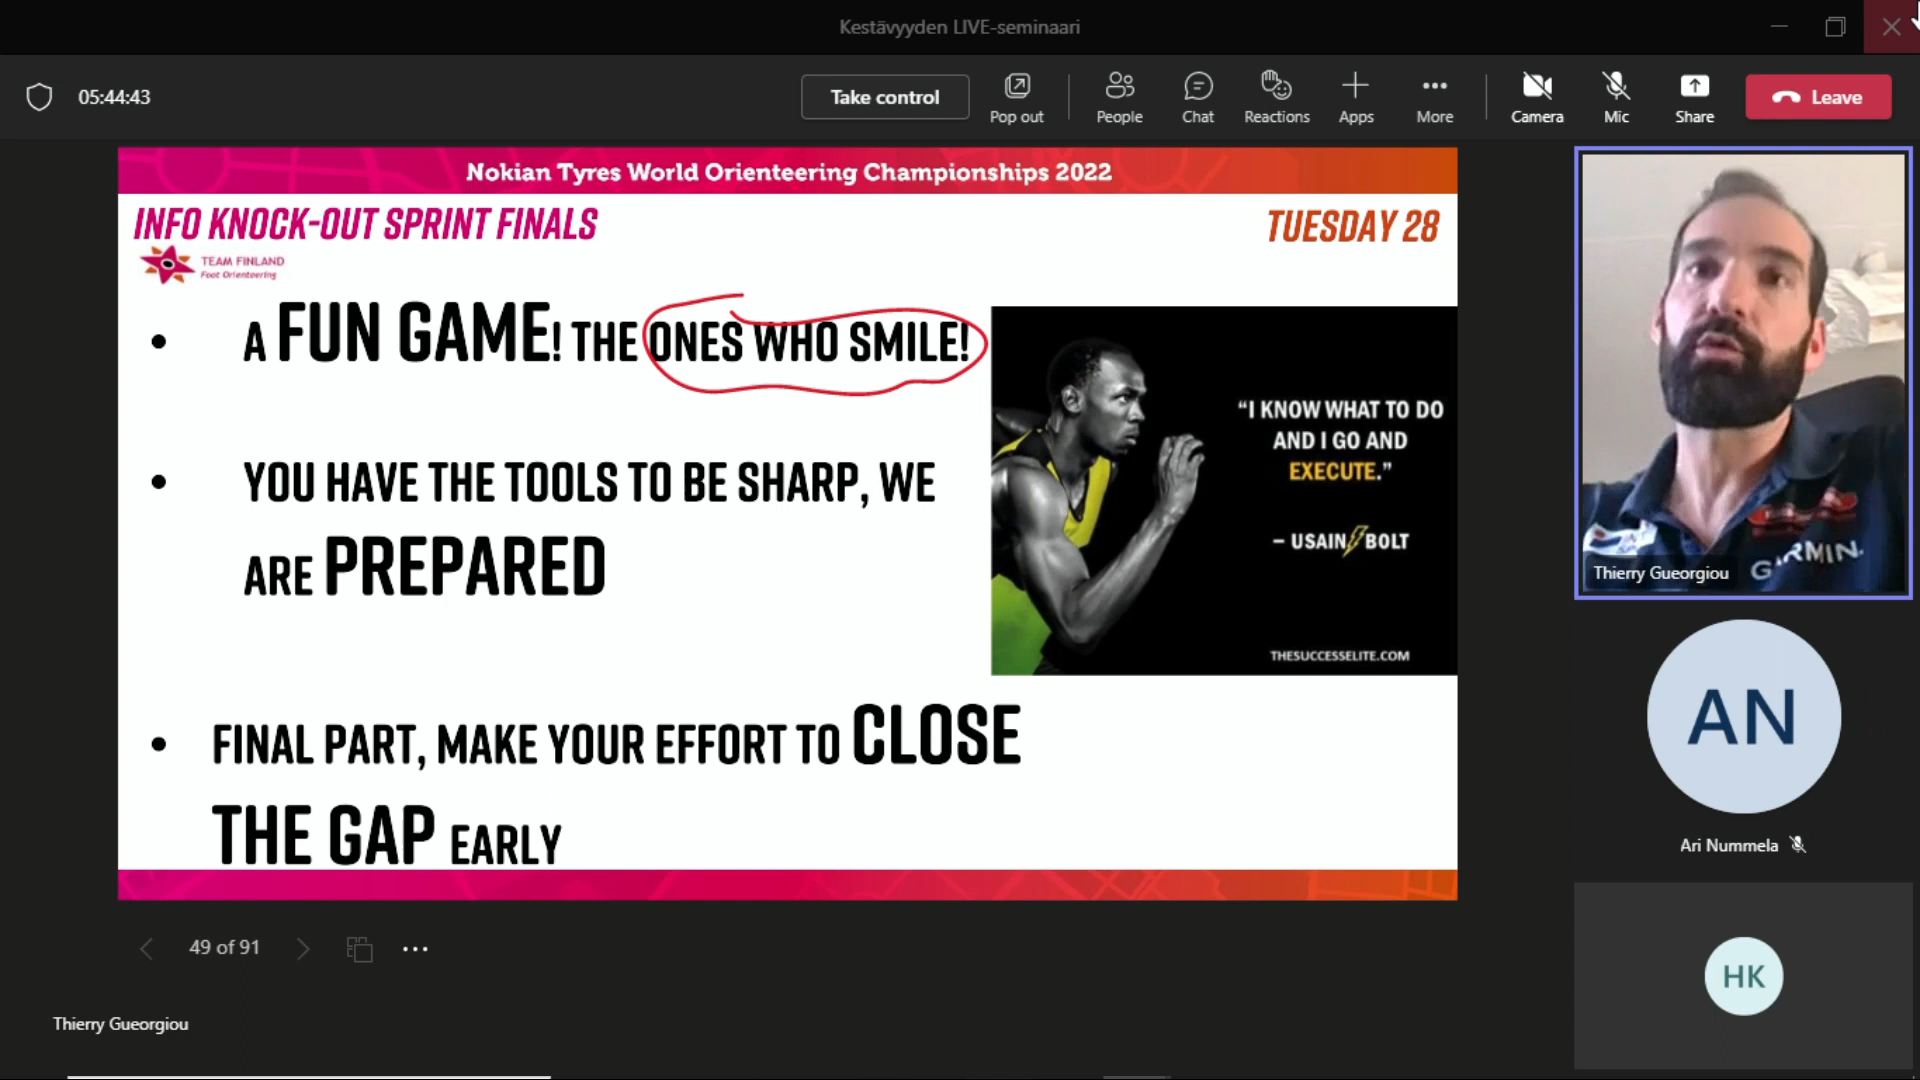 Kestävyyden LIVE-seminaari
05:44:43
Take control
Pop out
People
Chat
Reactions
Apps
More
Camera
Mic
Share
Leave
Nokian Tyres World Orienteering Championships 2022
INFO KNOCK-OUT SPRINT FINALS
TUESDAY 28
TEAM FINLAND
Foot Orienteering
• A FUN GAME! THE ONES WHO SMILE!
• YOU HAVE THE TOOLS TO BE SHARP, WE
ARE PREPARED
• FINAL PART, MAKE YOUR EFFORT TO CLOSE
THE GAP EARLY
“I KNOW WHAT TO DO
AND I GO AND
EXECUTE.”
– USAIN BOLT
THESUCCESSELITE.COM
GARMIN.
Thierry Gueorgiou
AN
Ari Nummela
HK
49 of 91
Thierry Gueorgiou